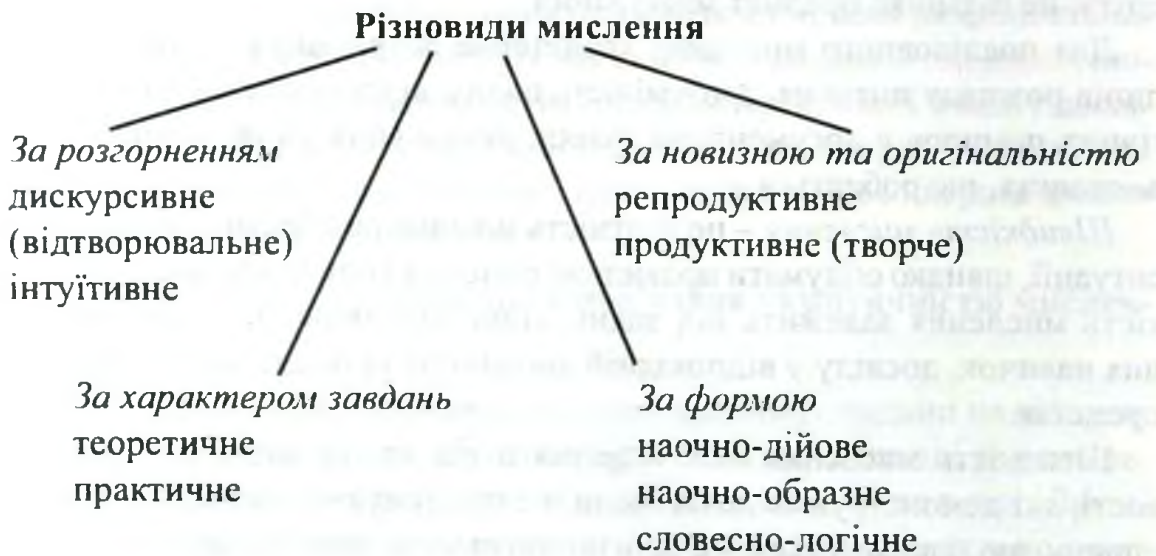 Різновиди мислення
За розгорненням
дискурсивне
(відтворювальне)
інтуїтивне
За новизною та оригінальністю
репродуктивне
продуктивне (творче)
За характером завдань
теоретичне
практичне
За формою
наочно-дійове
наочно-образне
словесно-логічне